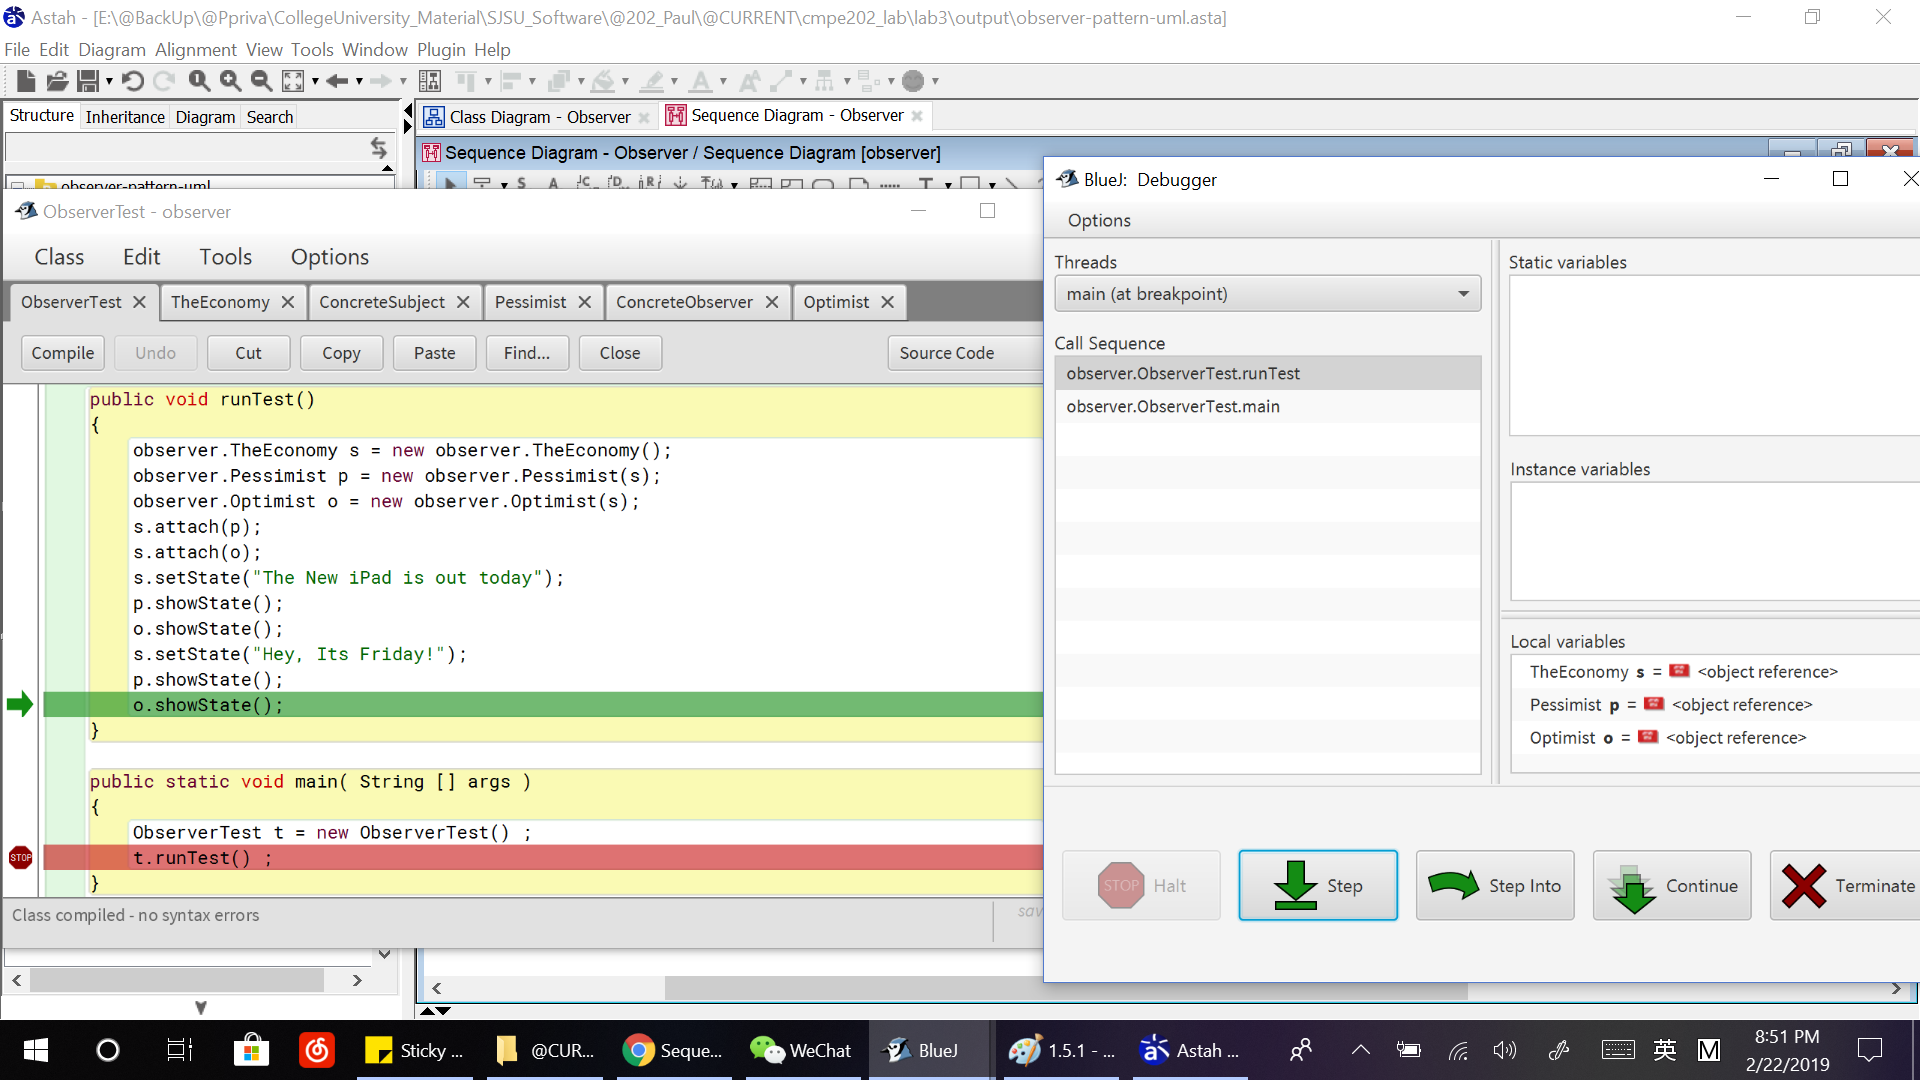 Astah - [E:\@BackUp\@Ppriva\CollegeUniversity_Material\SJSU_Software\@202_Paul\@CURRENT\cmpe202_lab\lab3\output\observer-pattern-uml.asta]
File Edit Diagram Alignment View Tools Window Plugin Help
Structure Inheritance Diagram Search
Class Diagram - Observer
Sequence Diagram - Observer
Sequence Diagram - Observer / Sequence Diagram [observer]
observer-pattern-uml
ObserverTest - observer
Class Edit Tools Options
ObserverTest TheEconomy ConcreteSubject Pessimist ConcreteObserver Optimist
Compile Undo Cut Copy Paste Find... Close Source Code
public void runTest()
{
observer.TheEconomy s = new observer.TheEconomy();
observer.Pessimist p = new observer.Pessimist(s);
observer.Optimist o = new observer.Optimist(s);
s.attach(p);
s.attach(o);
s.setState("The New iPad is out today");
p.showState();
o.showState();
s.setState("Hey, Its Friday!");
p.showState();
o.showState();
}
public static void main( String [] args )
{
ObserverTest t = new ObserverTest() ;
STOP
t.runTest() ;
}
Class compiled - no syntax errors
sav
BlueJ: Debugger
Options
Threads
main (at breakpoint)
Call Sequence
observer.ObserverTest.runTest
observer.ObserverTest.main
Static variables
Instance variables
Local variables
TheEconomy s = <object reference>
Pessimist p = <object reference>
Optimist o = <object reference>
STOP Halt Step Step Into Continue Terminate
Sticky ... @CUR... Seque... WeChat BlueJ 1.5.1 - ... Astah ...
英 M
8:51 PM
2/22/2019